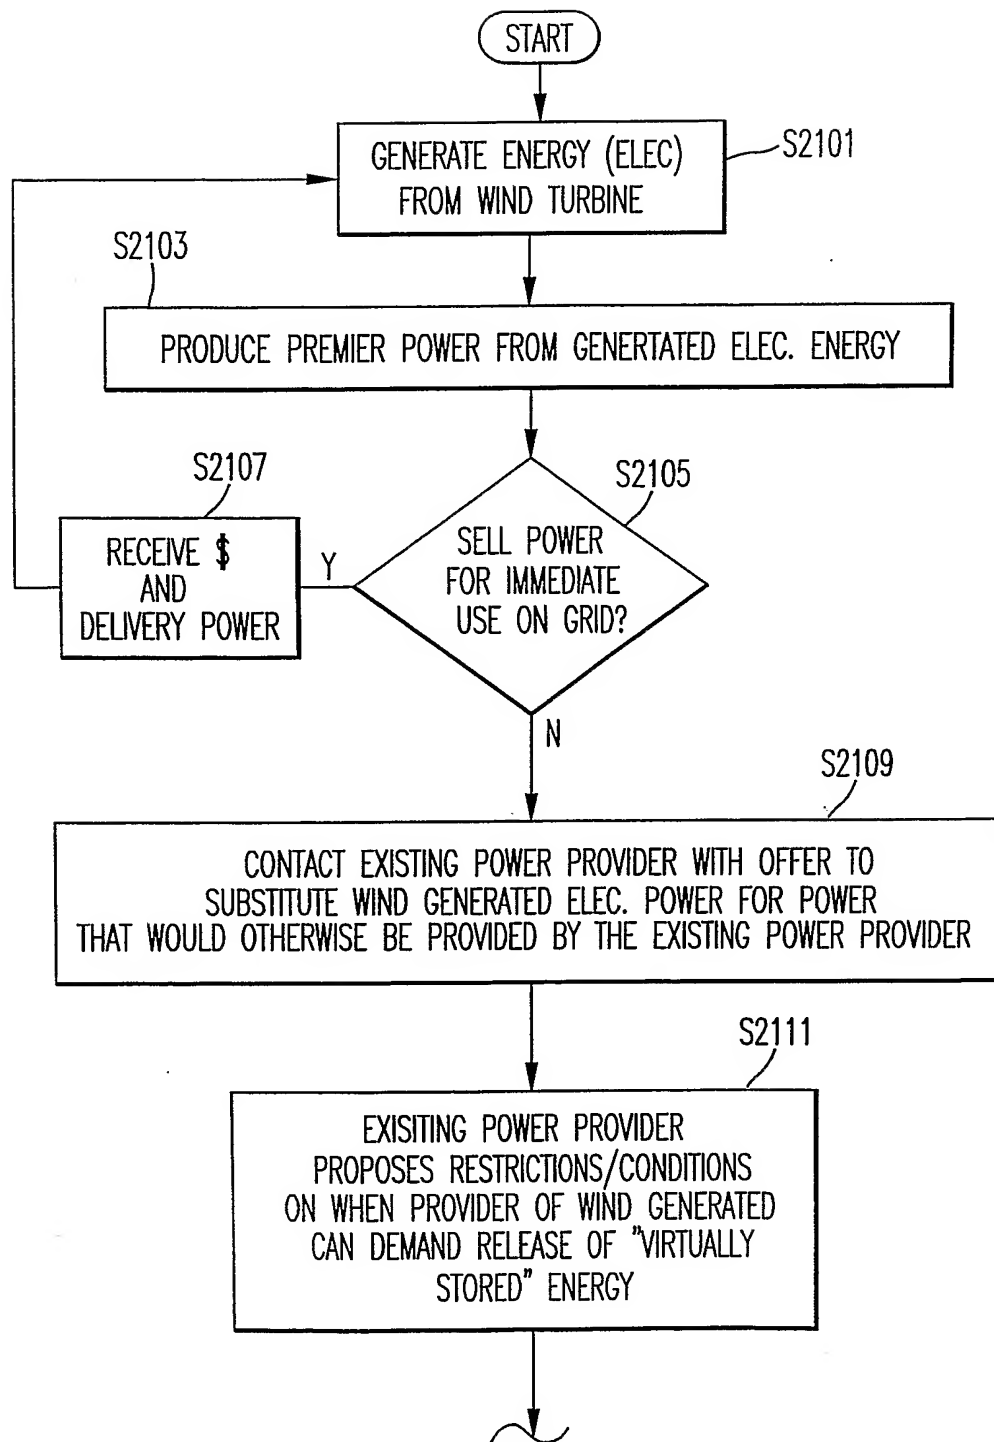 START
GENERATE ENERGY (ELEC)
FROM WIND TURBINE
S2101
S2103
PRODUCE PREMIER POWER FROM GENERTATED ELEC. ENERGY
S2107
RECEIVE $
AND
DELIVERY POWER
Y
S2105
SELL POWER
FOR IMMEDIATE
USE ON GRID?
N
S2109
CONTACT EXISTING POWER PROVIDER WITH OFFER TO
SUBSTITUTE WIND GENERATED ELEC. POWER FOR POWER
THAT WOULD OTHERWISE BE PROVIDED BY THE EXISTING POWER PROVIDER
S2111
EXISITING POWER PROVIDER
PROPOSES RESTRICTIONS/CONDITIONS
ON WHEN PROVIDER OF WIND GENERATED
CAN DEMAND RELEASE OF "VIRTUALLY
STORED" ENERGY